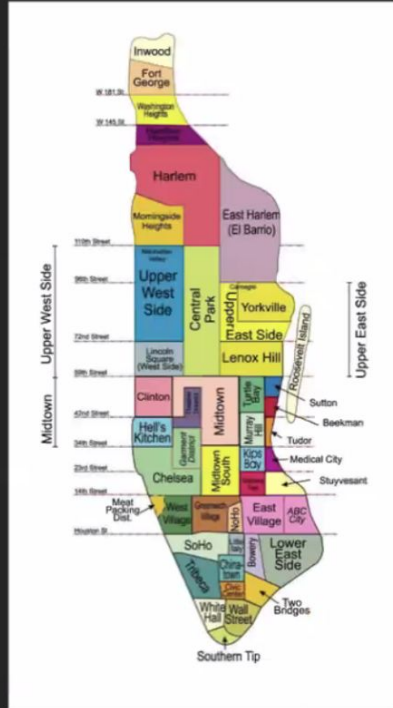 Inwood
Fort
George
W 181 St
Washington
Heights
W 145 St
Harlem
Morningside
Heights
East Harlem
(El Barrio)
110th Street
Manhattan
Valley
96th Street
Upper West Side
Upper
West
Side
Central
Park
Carnegie
Upper
Yorkville
East Side
Upper East Side
Roosevelt Island
72nd Street
Lincoln
Square
(West Side)
Lenox Hill
59th Street
Midtown
Clinton
Midtown
Turtle
Bay
Sutton
Beekman
42nd Street
Hell's
Kitchen
Garment
District
Murray
Hill
Tudor
34th Street
Kips
Bay
Medical City
23rd Street
Chelsea
Midtown
South
Stuyvesant
14th Street
Meat
Packing
Dist.
West
Village
Greenwich
Village
NoHo
East
Village
ABC
City
Houston St
SoHo
Little
Italy
Bowery
Lower
East
Side
Tribeca
China-
town
Civic
Center
Two
Bridges
White
Hall
Wall
Street
Southern Tip